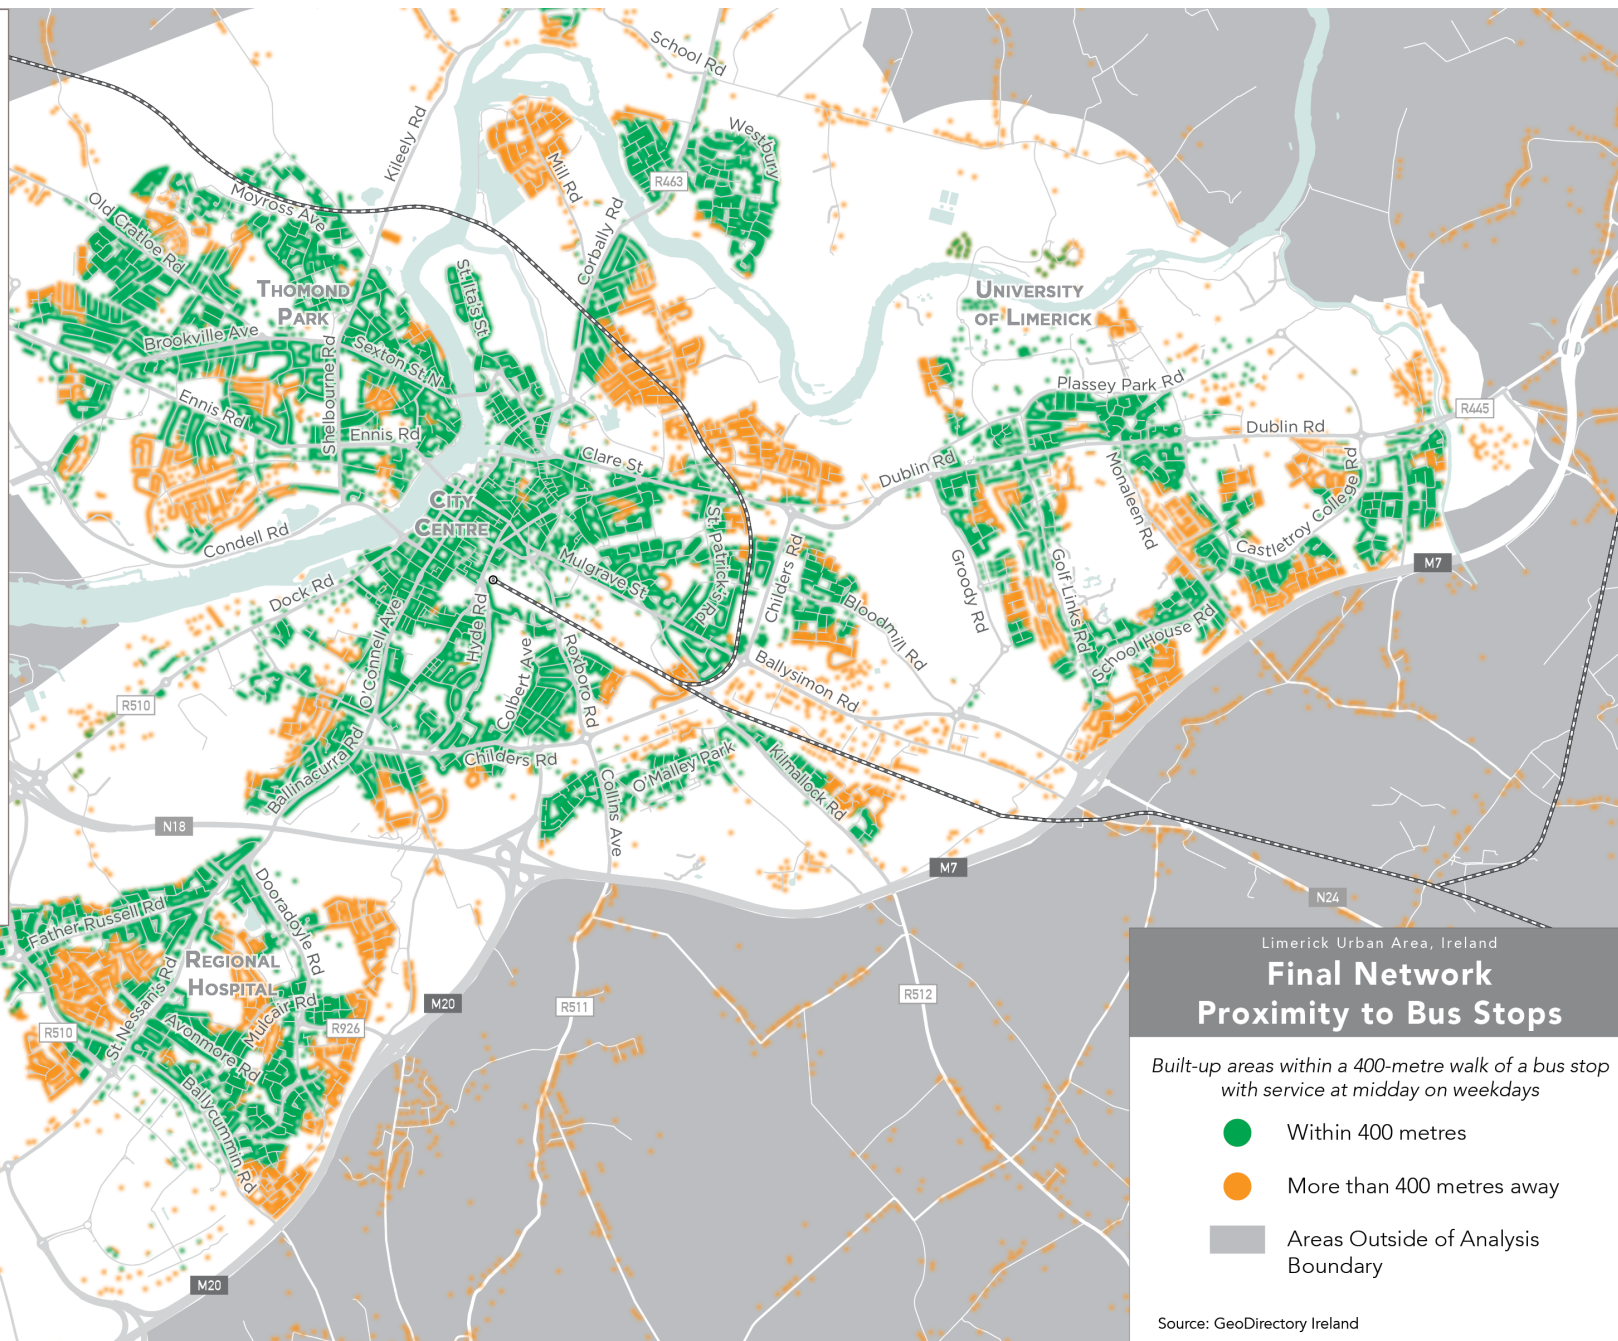 School Rd
Kileely Rd
Westbury
Mill Rd
R463
Moyross Ave
Old Cratloe Rd
Corbally Rd
St. Ita's St
Thomond
Park
University
of Limerick
Brookville Ave
Sexton St N
Shelbourne Rd
Plassey Park Rd
Ennis Rd
R445
Dublin Rd
Ennis Rd
Clare St
Dublin Rd
Monaleen Rd
Castletroy College Rd
City
Centre
St. Patrick's Rd
Condell Rd
Mulgrave St
Childers Rd
Groody Rd
Golf Links Rd
M7
Dock Rd
Hyde Rd
Bloodmill Rd
School House Rd
O'Connell Ave
Colbert Ave
Roxboro Rd
Ballysimon Rd
R510
Ballinacurra Rd
Childers Rd
O'Malley Park
Kilmallock Rd
Collins Ave
N18
M7
Dooradoyle Rd
N24
Father Russell Rd
Regional
Hospital
St Nessan's Rd
Mulcair Rd
M20
R511
R512
R510
R926
Avonmore Rd
Ballycummin Rd
M20
Limerick Urban Area, Ireland
Final Network
Proximity to Bus Stops
Built-up areas within a 400-metre walk of a bus stop
with service at midday on weekdays
Within 400 metres
More than 400 metres away
Areas Outside of Analysis
Boundary
Source: GeoDirectory Ireland